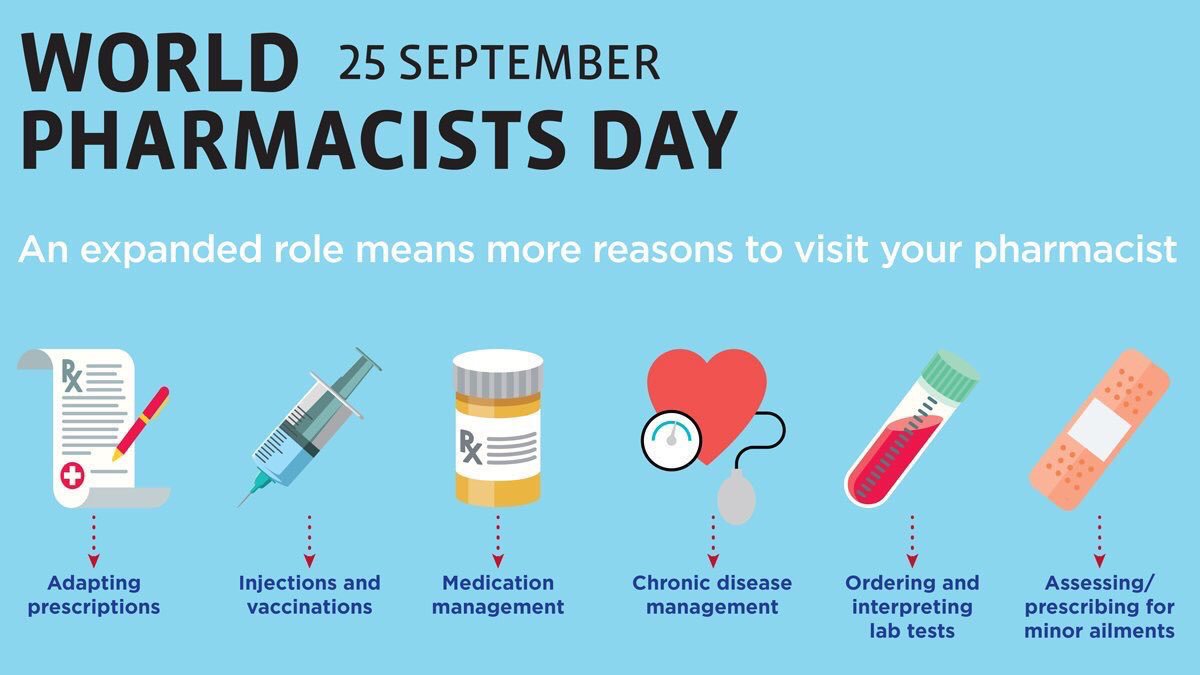 WORLD 25 SEPTEMBER
PHARMACISTS DAY
An expanded role means more reasons to visit your pharmacist
Rx
Rx
Adapting
prescriptions
Injections and
vaccinations
Medication
management
Chronic disease
management
Ordering and
interpreting
lab tests
Assessing/
prescribing for
minor ailments